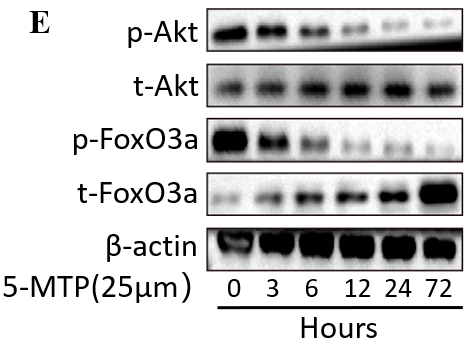 E
p-Akt
t-Akt
p-FoxO3a
t-FoxO3a
β-actin
5-MTP(25μm） 0 3 6 12 24 72
Hours